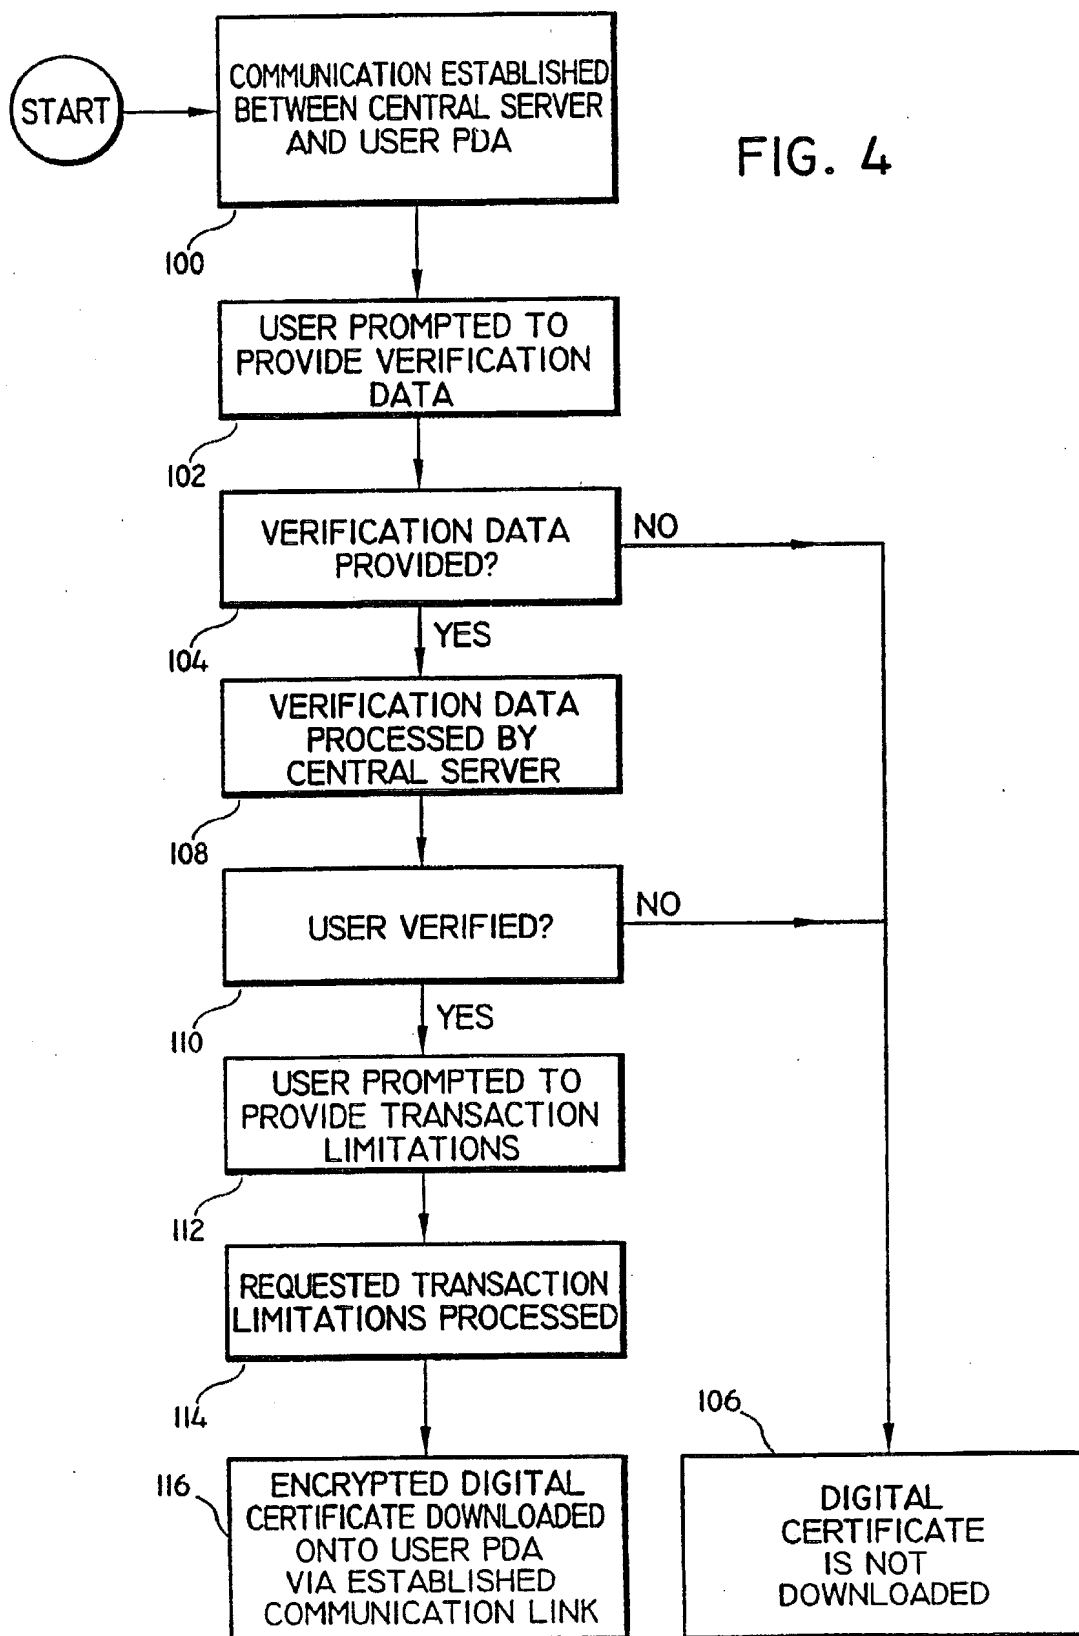 START
COMMUNICATION ESTABLISHED
BETWEEN CENTRAL SERVER
AND USER PDA
FIG. 4
100
USER PROMPTED TO
PROVIDE VERIFICATION
DATA
102
VERIFICATION DATA
PROVIDED?
NO
104
YES
VERIFICATION DATA
PROCESSED BY
CENTRAL SERVER
108
USER VERIFIED?
NO
110
YES
USER PROMPTED TO
PROVIDE TRANSACTION
LIMITATIONS
112
REQUESTED TRANSACTION
LIMITATIONS PROCESSED
114
116
ENCRYPTED DIGITAL
CERTIFICATE DOWNLOADED
ONTO USER PDA
VIA ESTABLISHED
COMMUNICATION LINK
106
DIGITAL
CERTIFICATE
IS NOT
DOWNLOADED